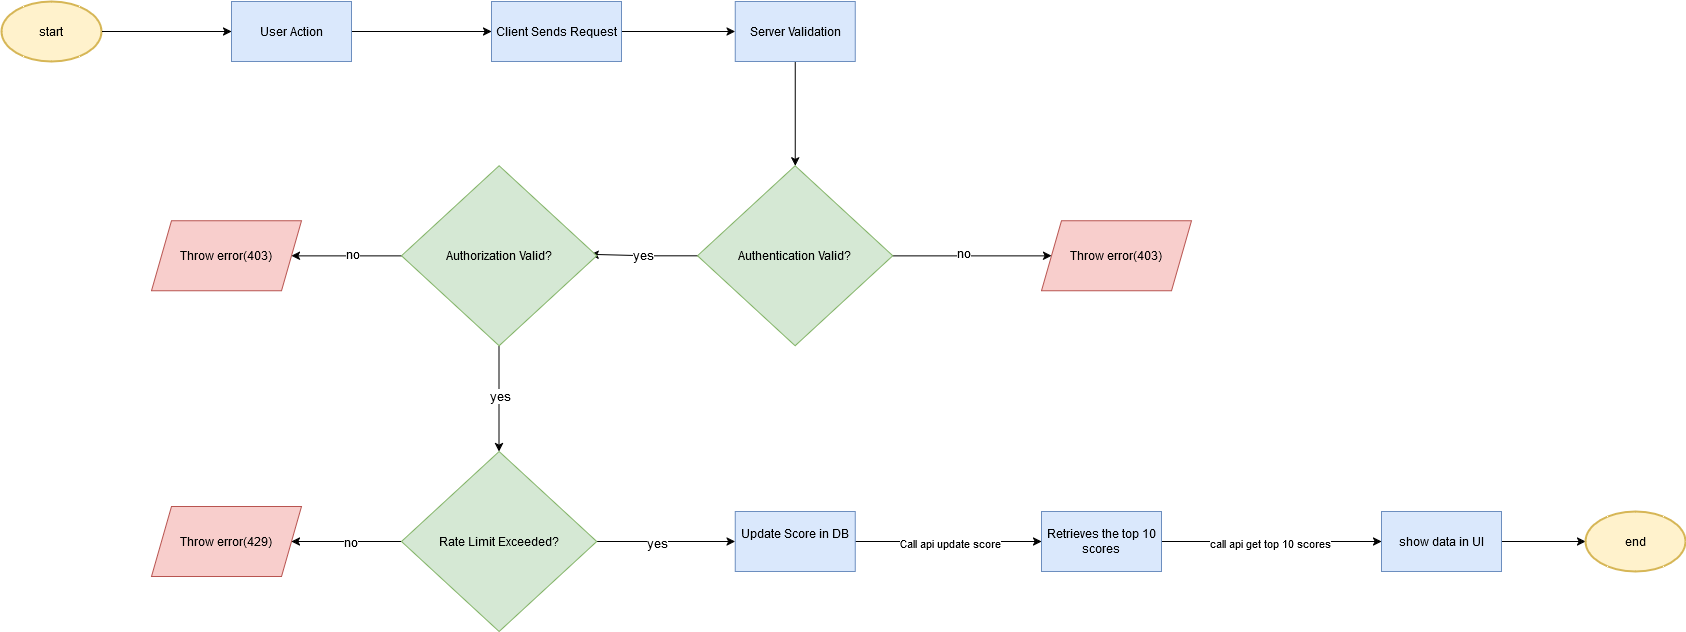 start
User Action
Client Sends Request
Server Validation
Throw error(403)
no
Authorization Valid?
yes
Authentication Valid?
no
Throw error(403)
yes
Throw error(429)
no
Rate Limit Exceeded?
yes
Update Score in DB
Call api update score
Retrieves the top 10
scores
call api get top 10 scores
show data in UI
end